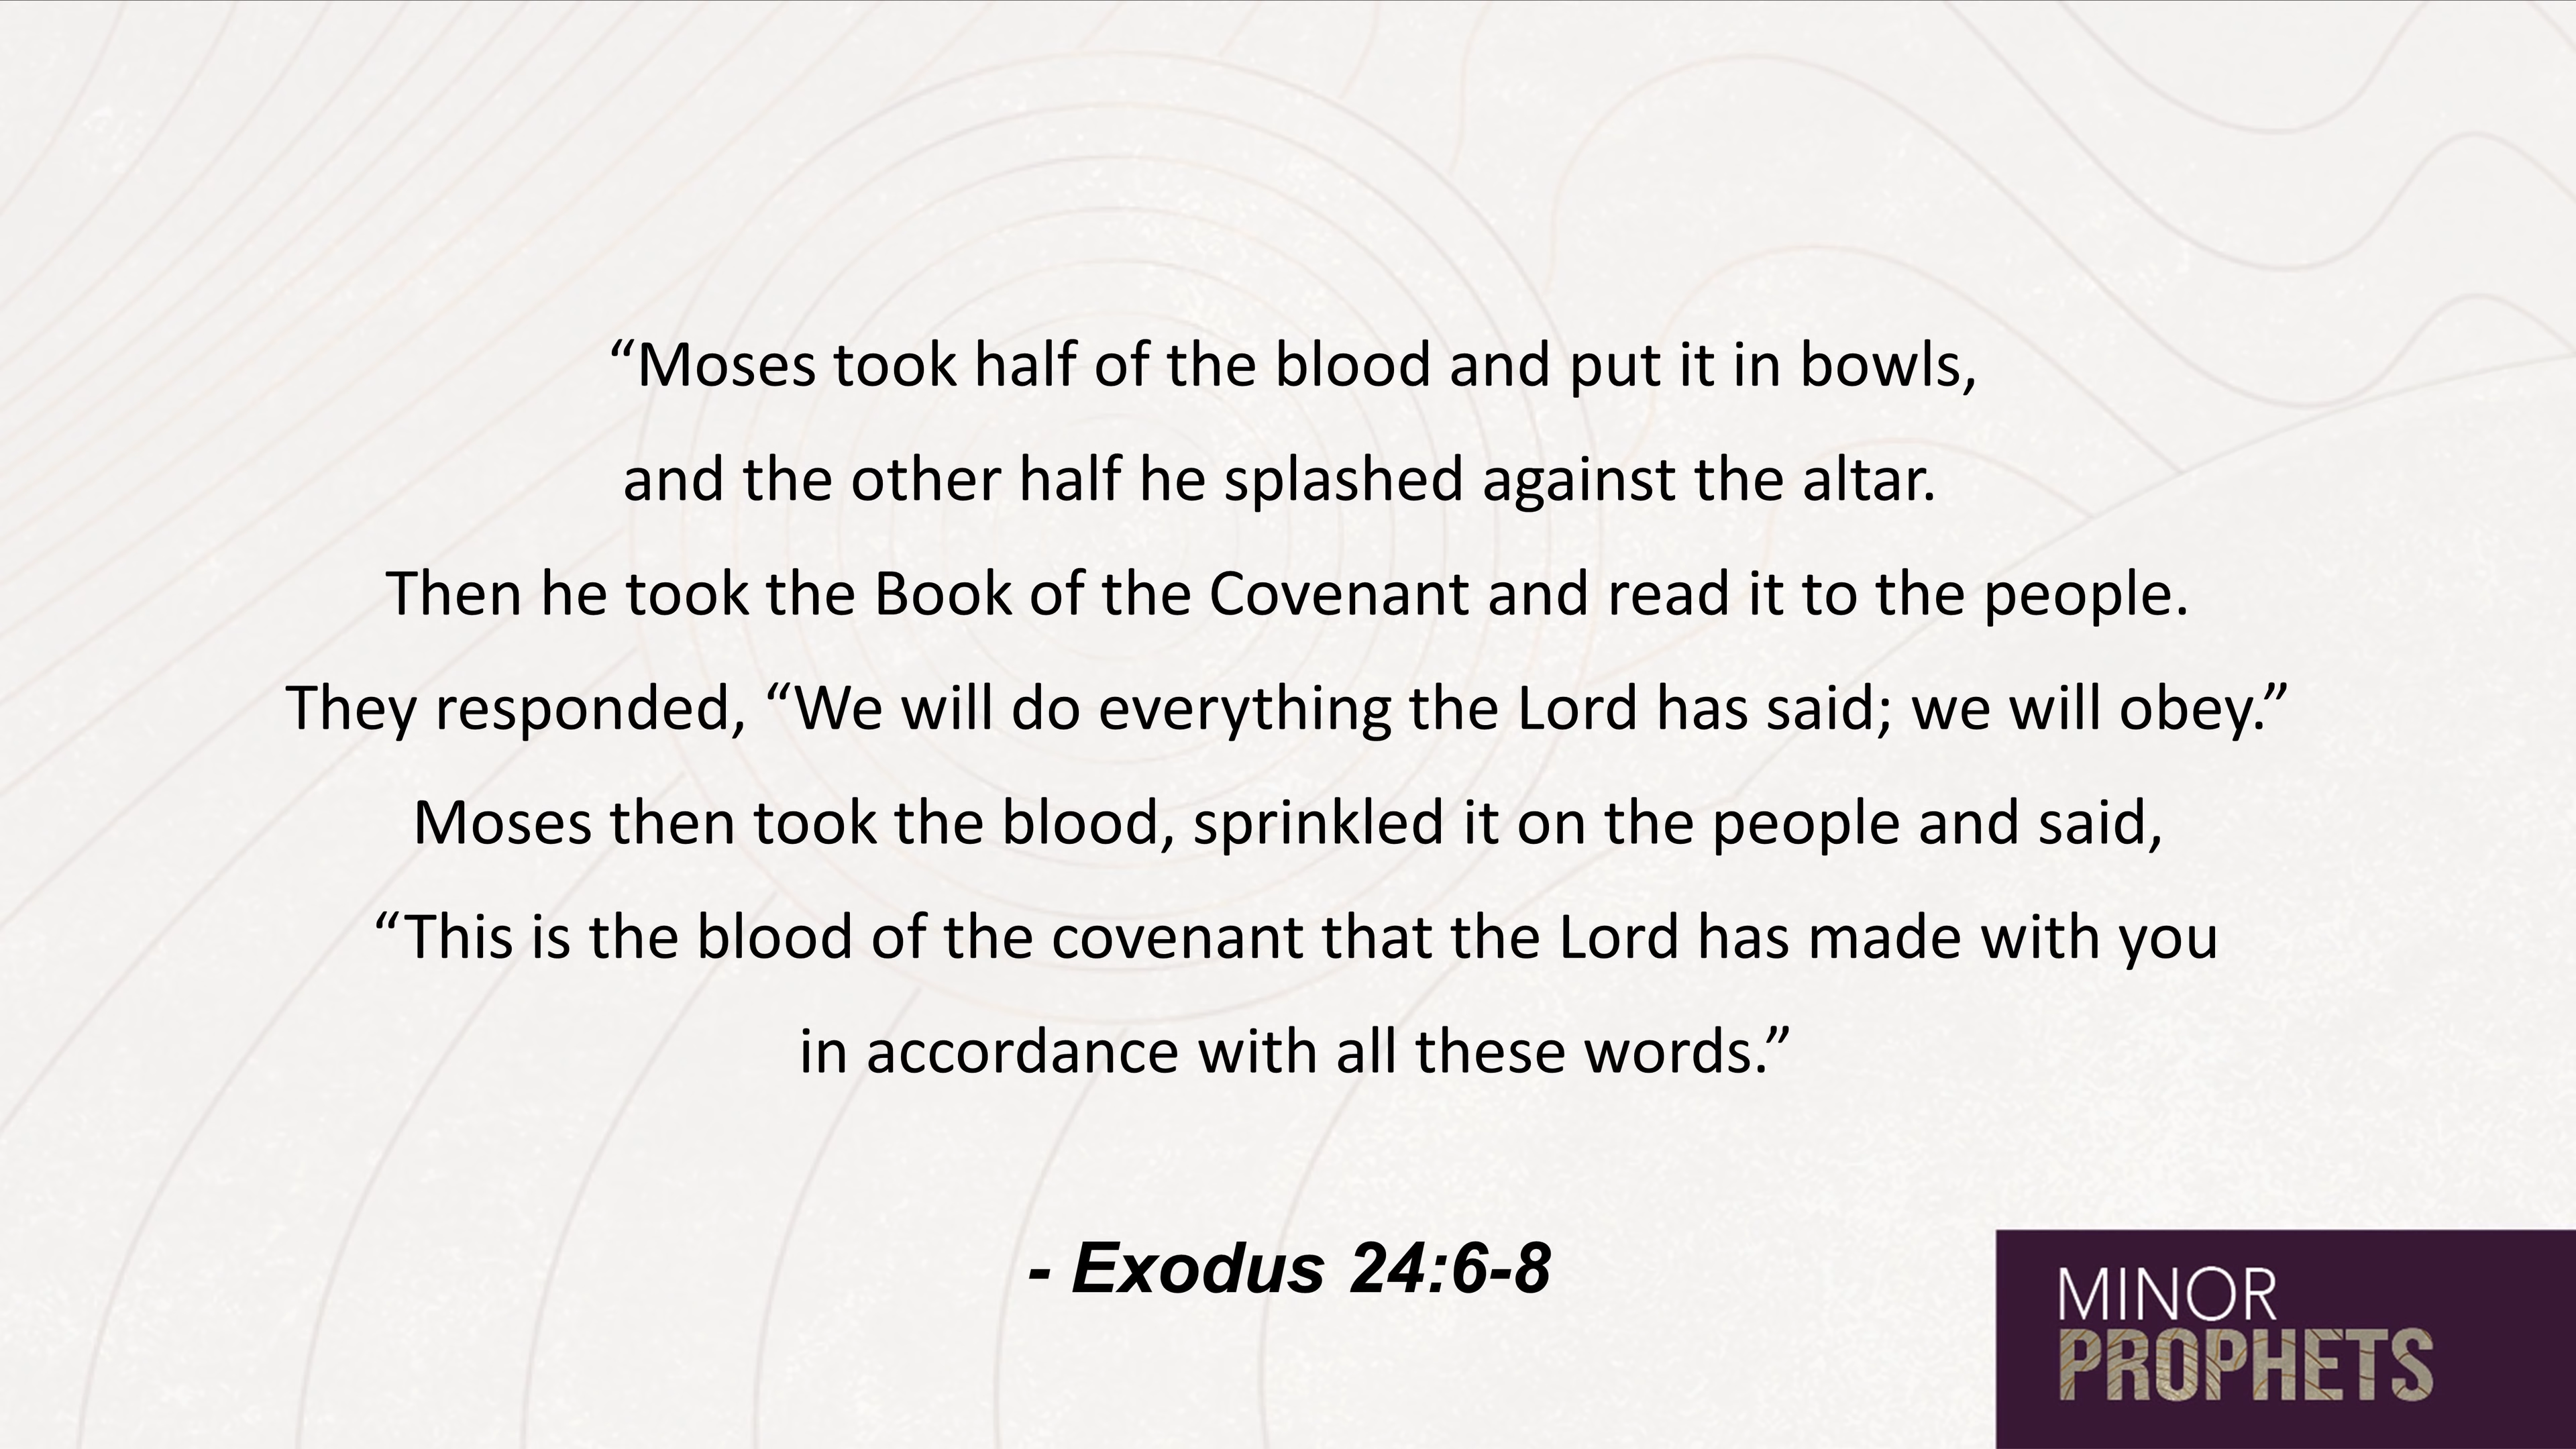 “Moses took half of the blood and put it in bowls,
and the other half he splashed against the altar.
Then he took the Book of the Covenant and read it to the people.
They responded, “We will do everything the Lord has said; we will obey.”
Moses then took the blood, sprinkled it on the people and said,
“This is the blood of the covenant that the Lord has made with you
in accordance with all these words.”
- Exodus 24:6-8
MINOR
PROPHETS